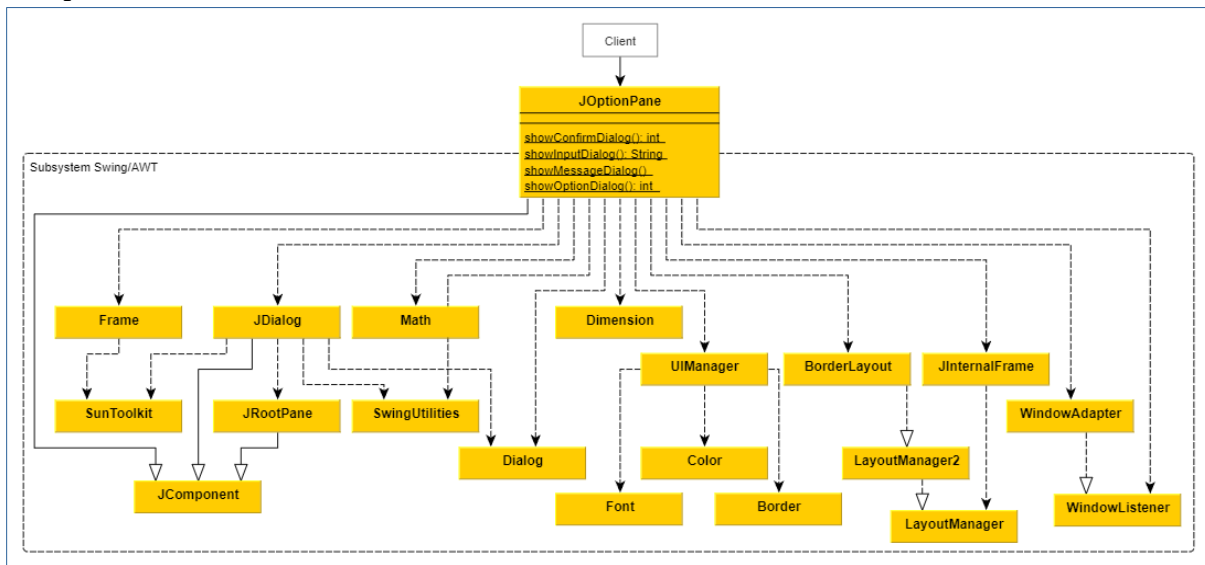 Client
JOptionPane
showConfirmDialog(): int
showInputDialog(): String
showMessageDialog()
showOptionDialog(): int
Subsystem Swing/AWT
Frame
JDialog
Math
Dimension
UIManager
BorderLayout
JInternalFrame
SunToolkit
JRootPane
SwingUtilities
WindowAdapter
Dialog
Color
LayoutManager2
JComponent
Font
Border
LayoutManager
WindowListener